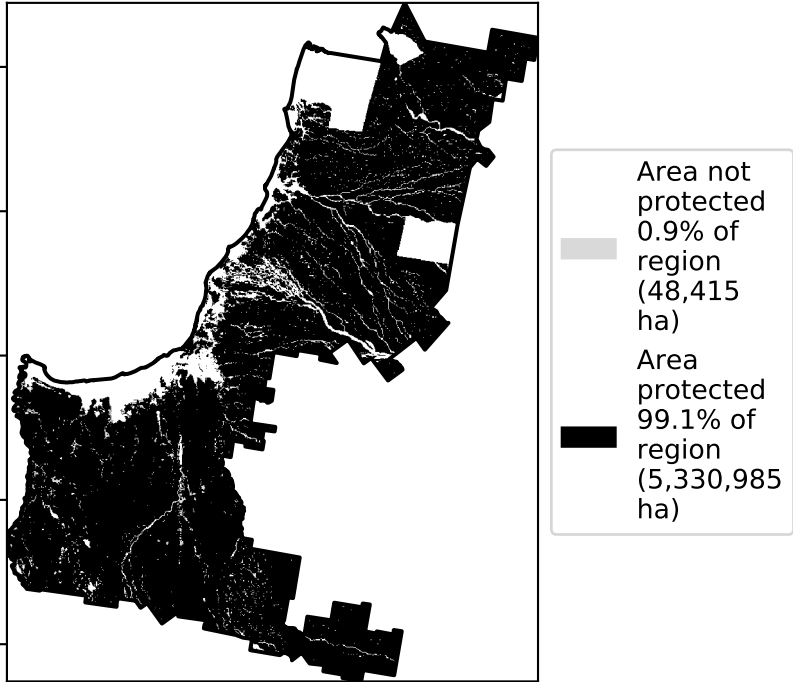 Area not
protected
0.9% of
region
(48,415
ha)
Area
protected
99.1% of
region
(5,330,985
ha)